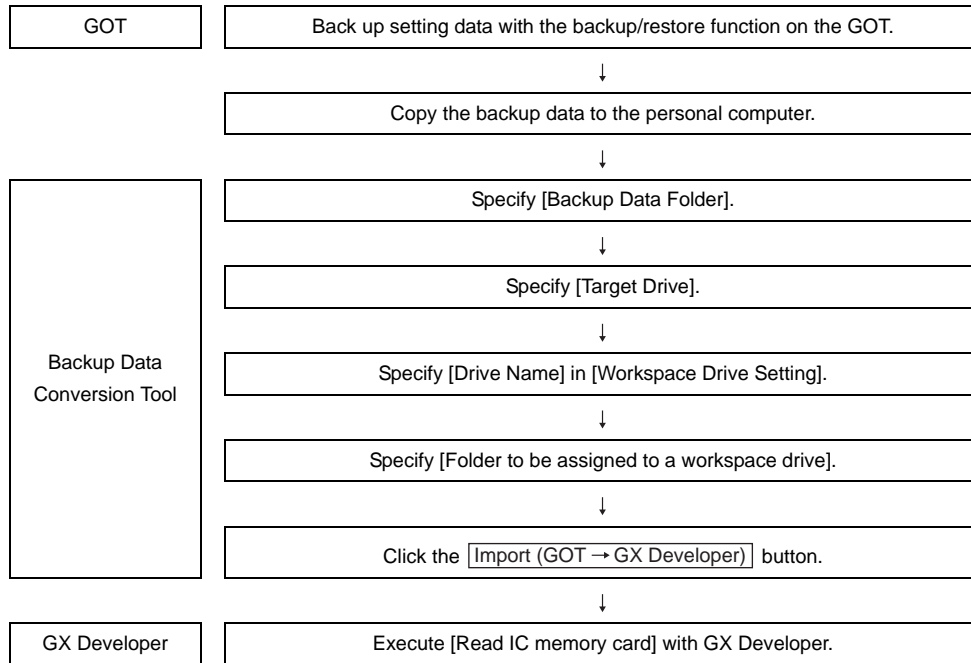 GOT
Back up setting data with the backup/restore function on the GOT.
↓
Copy the backup data to the personal computer.
↓
Backup Data
Conversion Tool
Specify [Backup Data Folder].
↓
Specify [Target Drive].
↓
Specify [Drive Name] in [Workspace Drive Setting].
↓
Specify [Folder to be assigned to a workspace drive].
↓
Click the Import (GOT → GX Developer) button.
↓
GX Developer
Execute [Read IC memory card] with GX Developer.